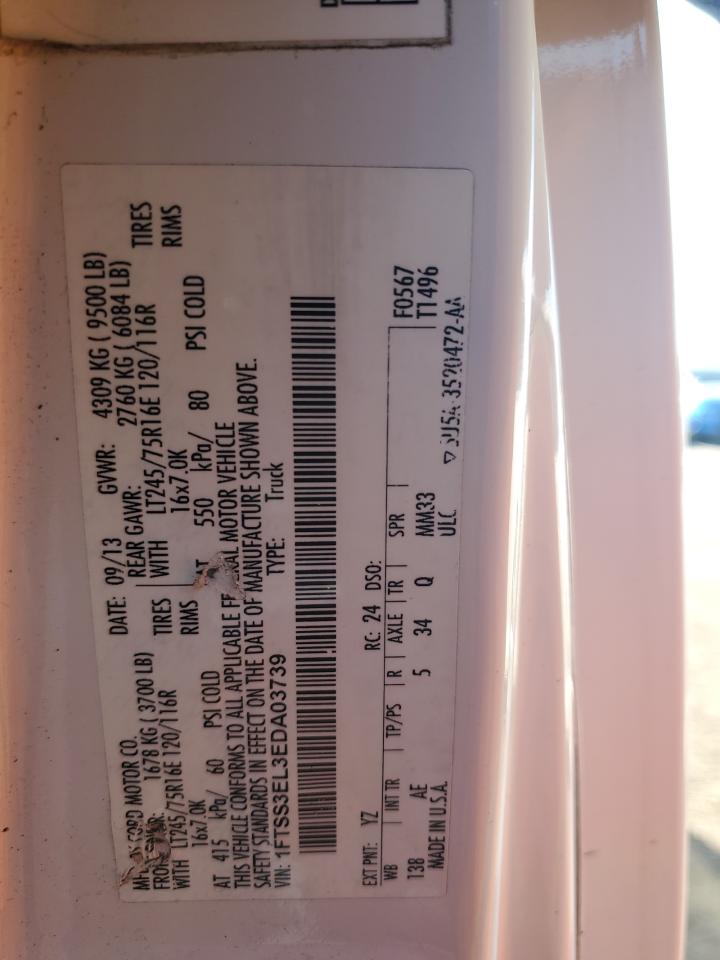 FORD MOTOR CO. DATE: 09/13 GVWR: 4309 KG ( 9500 LB)
1678 KG ( 3700 LB) REAR GAWR: 2760 KG ( 6084 LB)
WITH LT245/75R16E 120/116R TIRES WITH LT245/75R16E 120/116R TIRES
16x7.0K RIMS 16x7.0K RIMS
AT 415 kPa/ 60 PSI COLD AT 550 kPa/ 80 PSI COLD
THIS VEHICLE CONFORMS TO ALL APPLICABLE MOTOR VEHICLE
SAFETY STANDARDS IN EFFECT ON THE DATE OF MANUFACTURE SHOWN ABOVE.
VIN: 1FTSS3EL3EDA03739 TYPE: Truck
F0567
T1496
EXT PNT: YZ RC: 24 DSO:
WB INT TR TP/PS R AXLE TR SPR
138 AE 5 34 Q MM33
MADE IN U.S.A. ULC